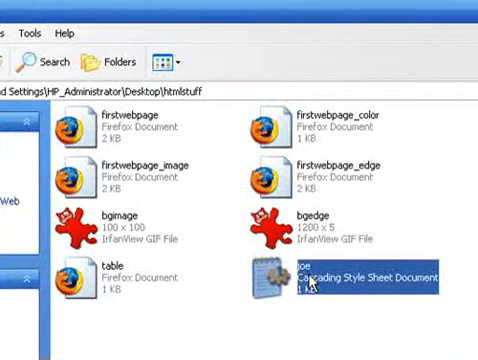 s Tools Help
Search Folders
nd Settings\HP_Administrator\Desktop\htmlstuff
firstwebpage
Firefox Document
2 KB
firstwebpage_color
Firefox Document
1 KB
firstwebpage_image
Firefox Document
2 KB
firstwebpage_edge
Firefox Document
2 KB
Web
bgimage
100 x 100
IrfanView GIF File
bgedge
1200 x 5
IrfanView GIF File
table
Firefox Document
1 KB
joe
Cascading Style Sheet Document
1 KB